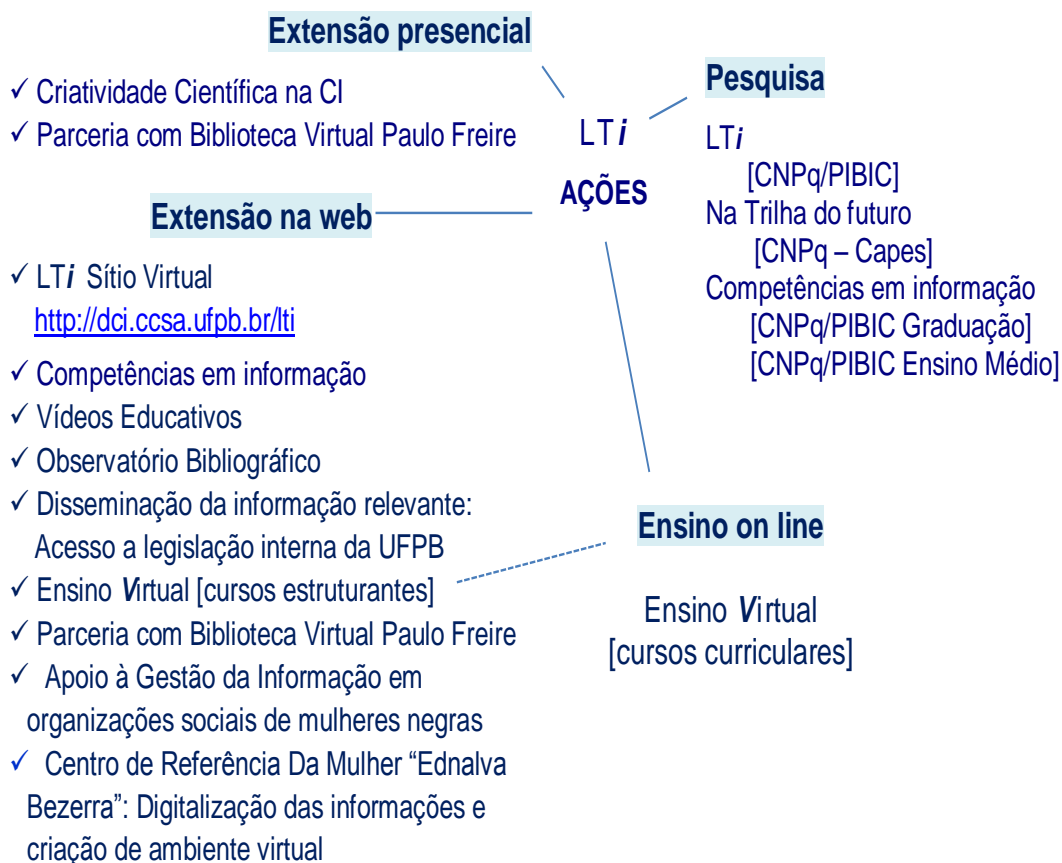 Extensão presencial
✓ Criatividade Científica na CI
✓ Parceria com Biblioteca Virtual Paulo Freire
LTi
AÇÕES
Pesquisa
LTi
[CNPq/PIBIC]
Na Trilha do futuro
[CNPq – Capes]
Competências em informação
[CNPq/PIBIC Graduação]
[CNPq/PIBIC Ensino Médio]
Extensão na web
✓ LTi Sítio Virtual
http://dci.ccsa.ufpb.br/lti
✓ Competências em informação
✓ Vídeos Educativos
✓ Observatório Bibliográfico
✓ Disseminação da informação relevante:
Acesso a legislação interna da UFPB
✓ Ensino Virtual [cursos estruturantes]
✓ Parceria com Biblioteca Virtual Paulo Freire
✓ Apoio à Gestão da Informação em
organizações sociais de mulheres negras
✓ Centro de Referência Da Mulher “Ednalva
Bezerra”: Digitalização das informações e
criação de ambiente virtual
Ensino on line
Ensino Virtual
[cursos curriculares]